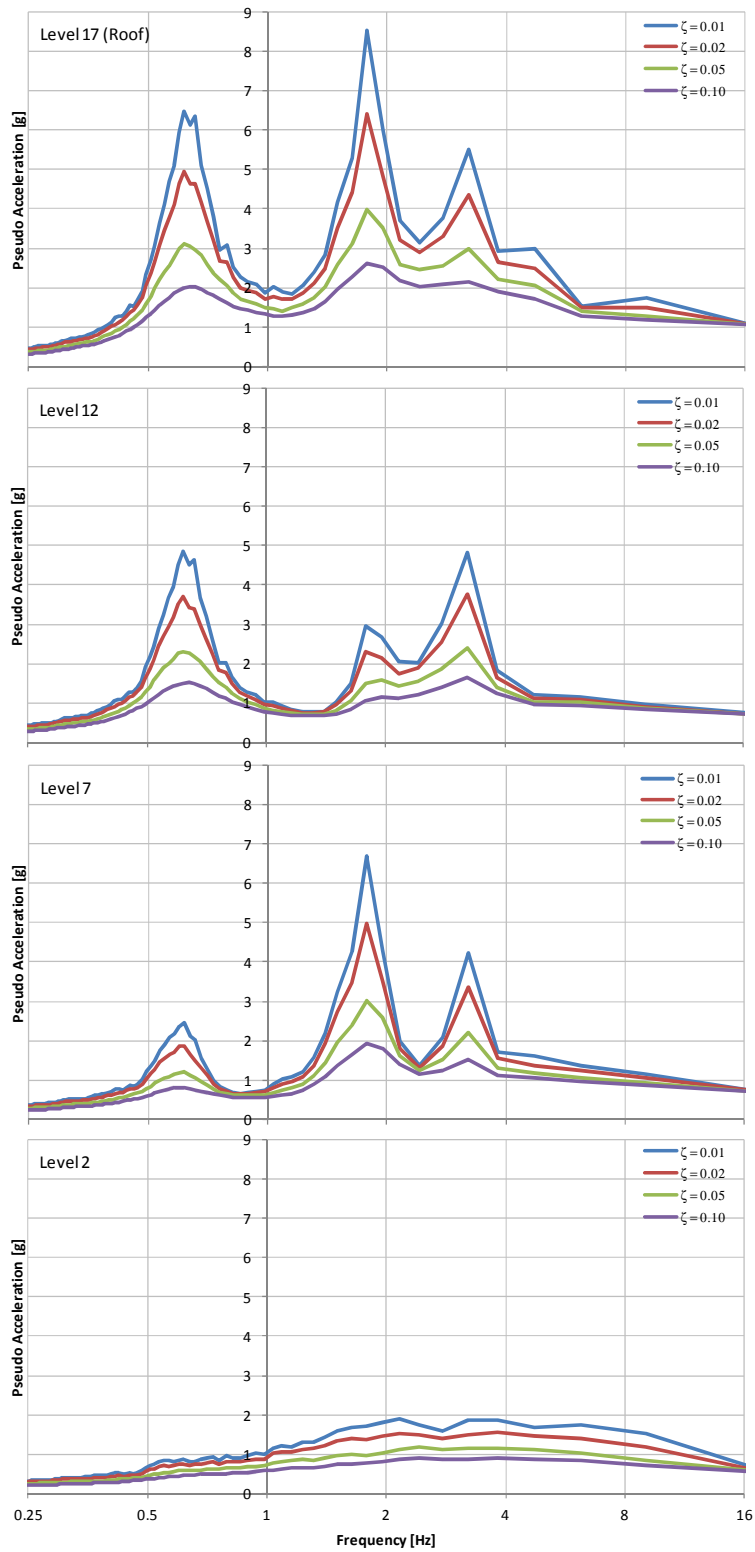 Level 17 (Roof)
ζ = 0.01
ζ = 0.02
ζ = 0.05
ζ = 0.10
Pseudo Acceleration [g]
9
8
7
6
5
4
3
2
1
0
Level 12
ζ = 0.01
ζ = 0.02
ζ = 0.05
ζ = 0.10
Pseudo Acceleration [g]
9
8
7
6
5
4
3
2
1
0
Level 7
ζ = 0.01
ζ = 0.02
ζ = 0.05
ζ = 0.10
Pseudo Acceleration [g]
9
8
7
6
5
4
3
2
1
0
Level 2
ζ = 0.01
ζ = 0.02
ζ = 0.05
ζ = 0.10
Pseudo Acceleration [g]
9
8
7
6
5
4
3
2
1
0
0.25 0.5 1 2 4 8 16
Frequency [Hz]